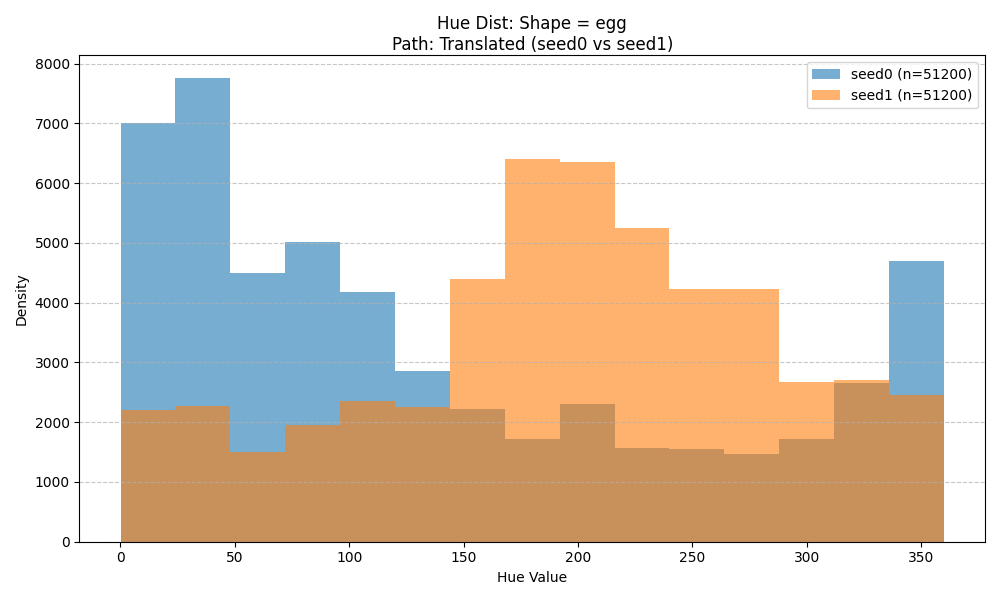 Hue Dist: Shape = egg
Path: Translated (seed0 vs seed1)
seed0 (n=51200)
seed1 (n=51200)
Density
8000
7000
6000
5000
4000
3000
2000
1000
0
0
50
100
150
200
250
300
350
Hue Value